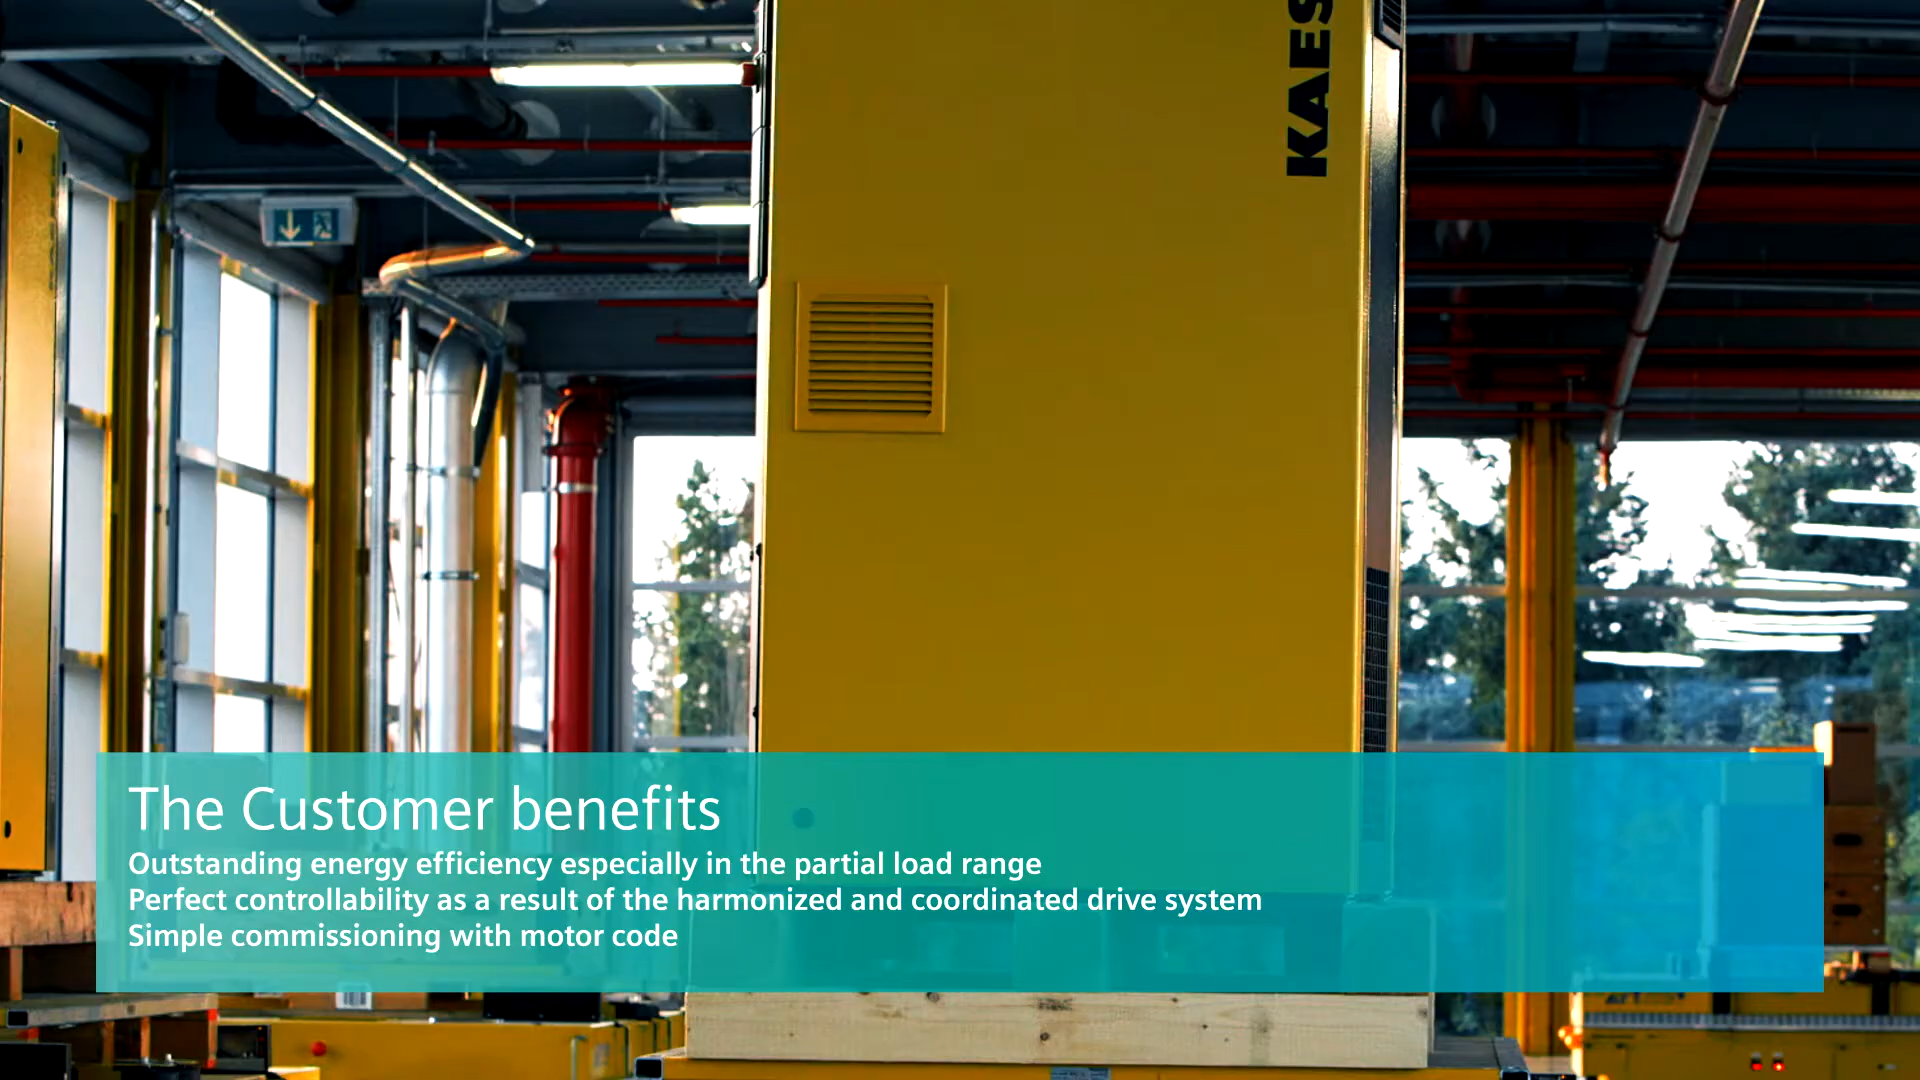 KAES
The Customer benefits
Outstanding energy efficiency especially in the partial load range
Perfect controllability as a result of the harmonized and coordinated drive system
Simple commissioning with motor code